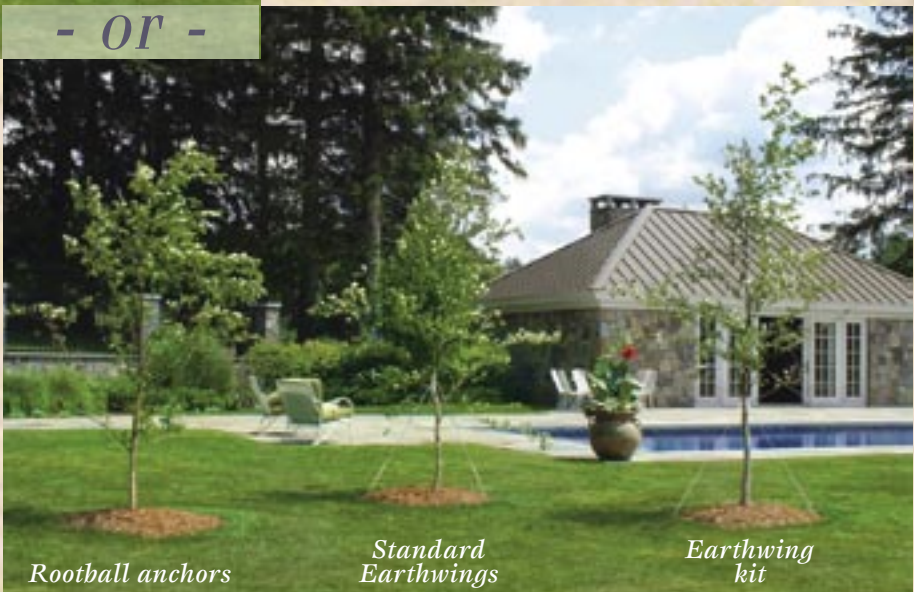 - or -
Rootball anchors
Standard
Earthwings
Earthwing
kit